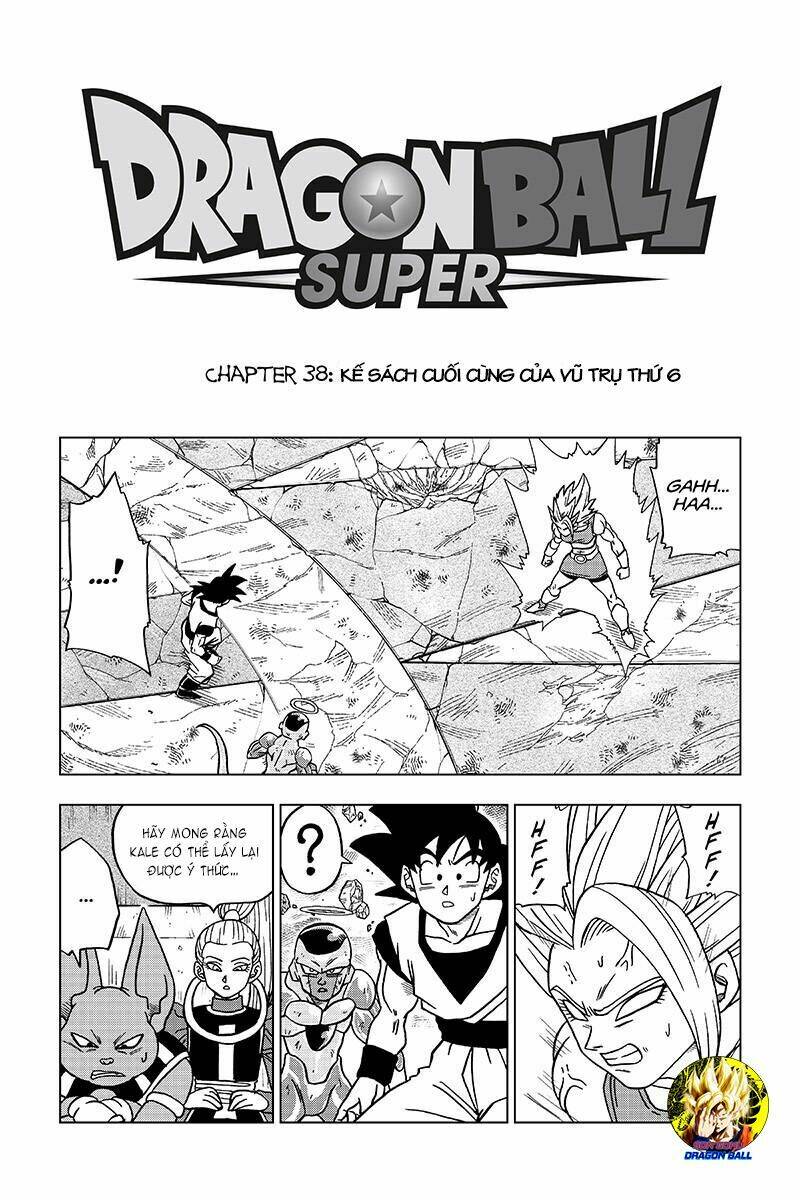 DRAGON BALL
SUPER
CHAPTER 38: KẾ SÁCH CUỐI CÙNG CỦA VŨ TRỤ THỨ 6
GAHH...
HAA...
...!
HFF!
HFF!
?
HÃY MONG RẰNG
KALE CÓ THỂ LẤY LẠI
ĐƯỢC Ý THỨC...
...
DRAGON BALL